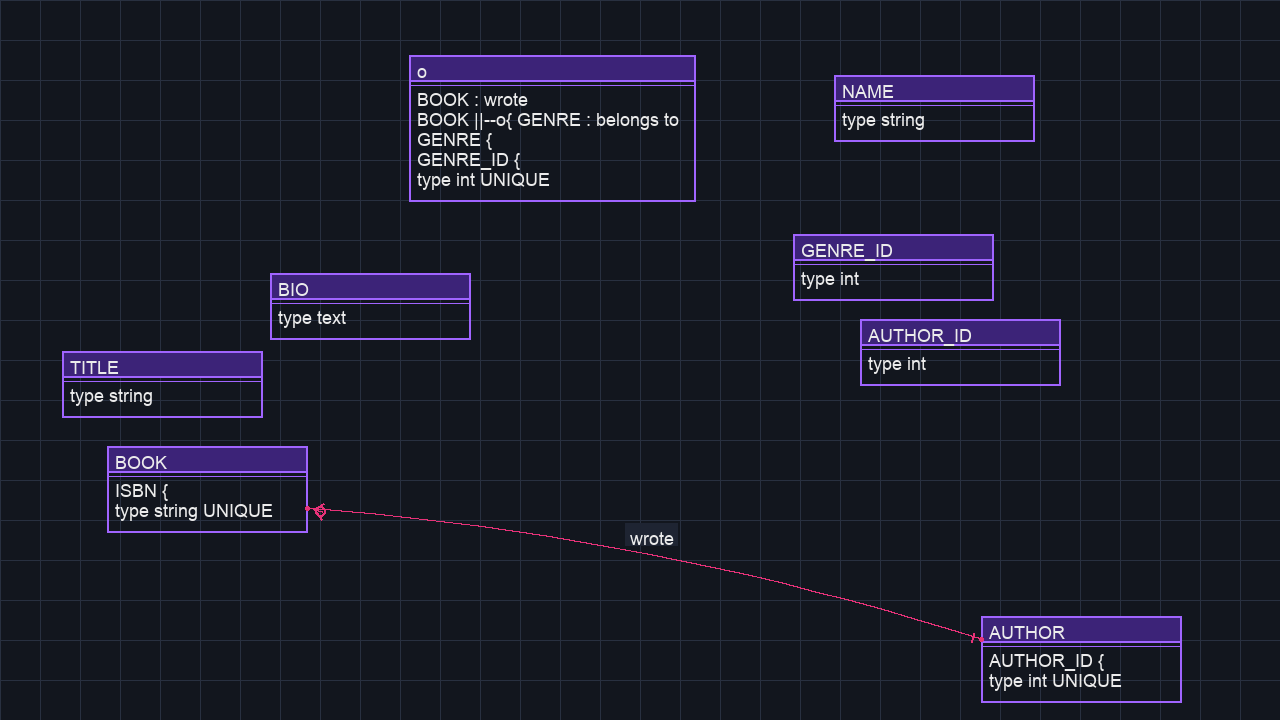 o
BOOK : wrote
BOOK ||--o{ GENRE : belongs to
GENRE {
GENRE_ID {
type int UNIQUE
NAME
type string
GENRE_ID
type int
BIO
type text
AUTHOR_ID
type int
TITLE
type string
BOOK
ISBN {
type string UNIQUE
wrote
AUTHOR
AUTHOR_ID {
type int UNIQUE